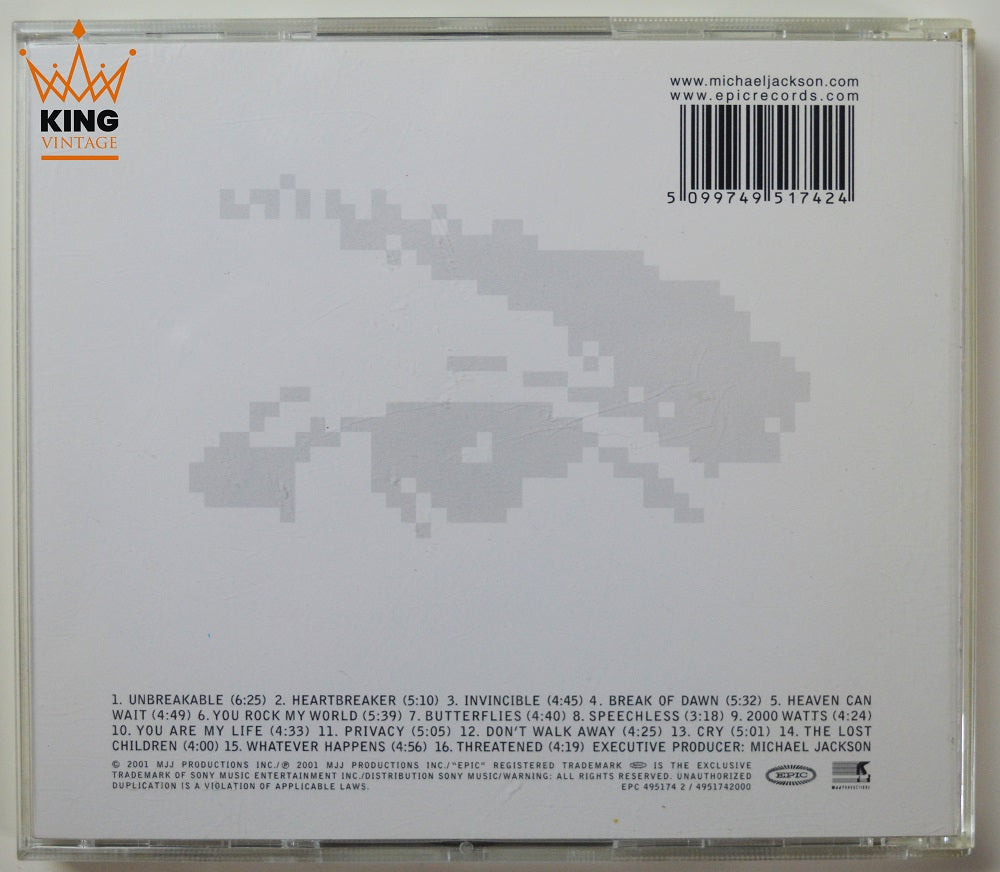 KING
VINTAGE
www.michaeljackson.com
www.epicrecords.com
5 099749 517424
1. UNBREAKABLE (6:25) 2. HEARTBREAKER (5:10) 3. INVINCIBLE (4:45) 4. BREAK OF DAWN (5:32) 5. HEAVEN CAN
WAIT (4:49) 6. YOU ROCK MY WORLD (5:39) 7. BUTTERFLIES (4:40) 8. SPEECHLESS (3:18) 9. 2000 WATTS (4:24)
10. YOU ARE MY LIFE (4:33) 11. PRIVACY (5:05) 12. DON'T WALK AWAY (4:25) 13. CRY (5:01) 14. THE LOST
CHILDREN (4:00) 15. WHATEVER HAPPENS (4:56) 16. THREATENED (4:19) EXECUTIVE PRODUCER: MICHAEL JACKSON
© 2001 MJJ PRODUCTIONS INC./℗ 2001 MJJ PRODUCTIONS INC./"EPIC" REGISTERED TRADEMARK EPIC IS THE EXCLUSIVE
TRADEMARK OF SONY MUSIC ENTERTAINMENT INC./DISTRIBUTION SONY MUSIC/WARNING: ALL RIGHTS RESERVED. UNAUTHORIZED
DUPLICATION IS A VIOLATION OF APPLICABLE LAWS. EPC 495174 2 / 4951742000
EPIC
MJJ PRODUCTIONS